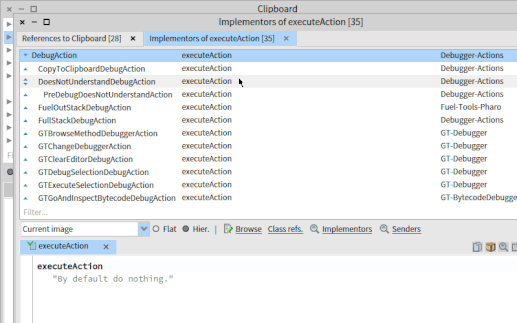 Clipboard
Implementors of executeAction [35]
References to Clipboard [28] × Implementors of executeAction [35] ×
DebugAction executeAction Debugger-Actions
CopyToClipboardDebugAction executeAction Debugger-Actions
DoesNotUnderstandDebugAction executeAction Debugger-Actions
PreDebugDoesNotUnderstandAction executeAction Debugger-Actions
FuelOutStackDebugAction executeAction Fuel-Tools-Pharo
FullStackDebugAction executeAction Debugger-Actions
GTBrowseMethodDebuggerAction executeAction GT-Debugger
GTChangeDebuggerAction executeAction GT-Debugger
GTClearEditorDebugAction executeAction GT-Debugger
GTDebugSelectionDebugAction executeAction GT-Debugger
GTExecuteSelectionDebugAction executeAction GT-Debugger
GTGoAndInspectBytecodeDebugAction executeAction GT-BytecodeDebugge
Filter...
Current image Flat Hier. | Browse Class refs. Implementors Senders
executeAction ×
executeAction
"By default do nothing."